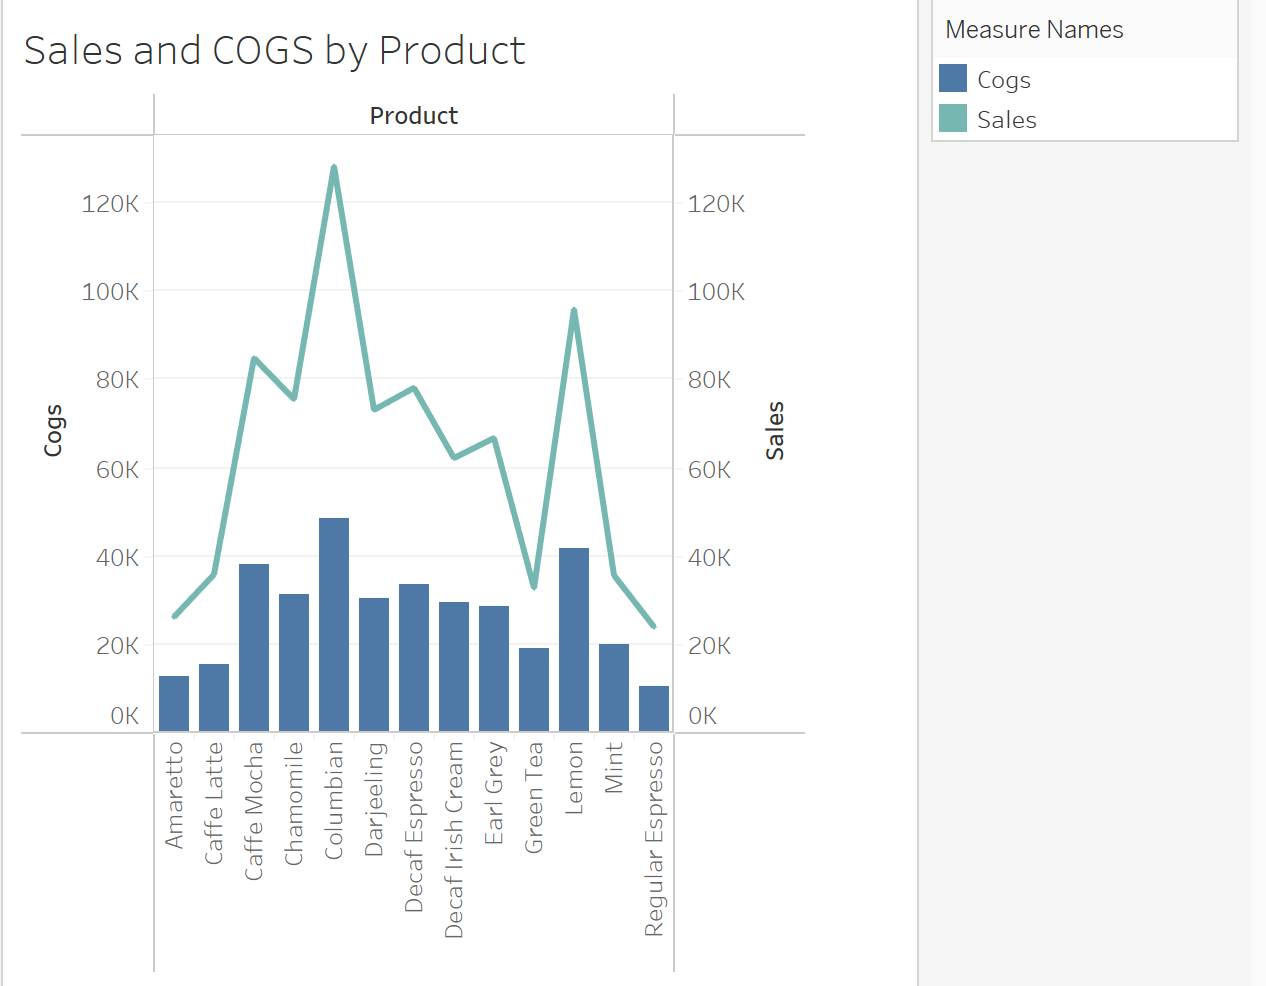 Sales and COGS by Product
Measure Names
Cogs
Sales
Product
120K
100K
80K
60K
40K
20K
0K
Cogs
120K
100K
80K
60K
40K
20K
0K
Sales
Amaretto
Caffe Latte
Caffe Mocha
Chamomile
Columbian
Darjeeling
Decaf Espresso
Decaf Irish Cream
Earl Grey
Green Tea
Lemon
Mint
Regular Espresso